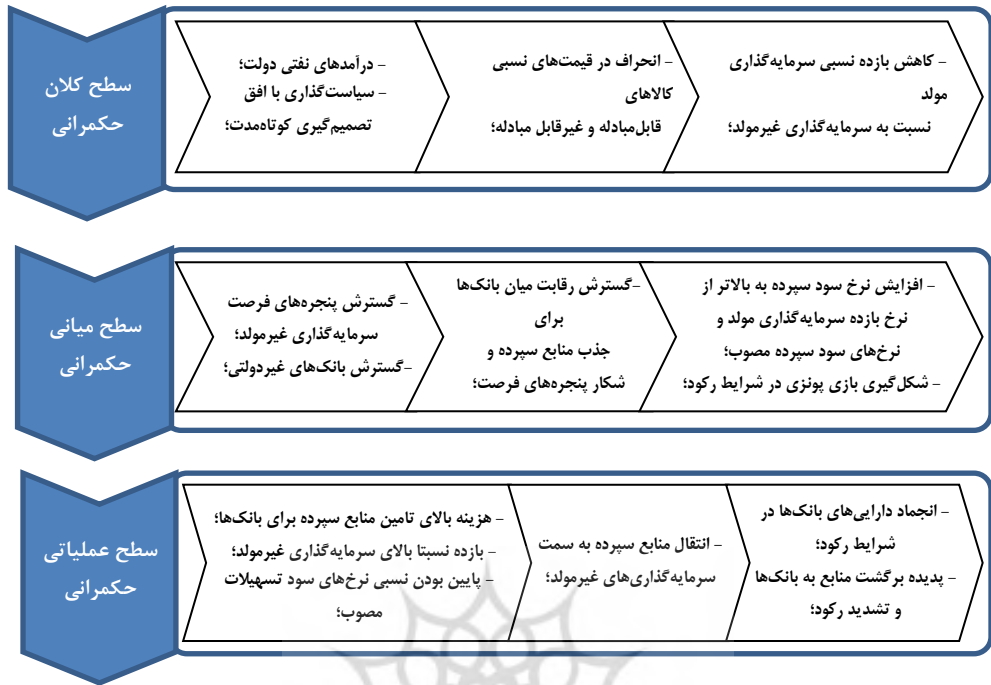 سطح کلان
حکمرانی
- درآمدهای نفتی دولت؛
- سیاست‌گذاری با افق
تصمیم‌گیری کوتاه‌مدت؛
- انحراف در قیمت‌های نسبی
کالاهای
قابل‌مبادله و غیرقابل مبادله؛
- کاهش بازده نسبی سرمایه‌گذاری
مولد
نسبت به سرمایه‌گذاری غیرمولد؛
سطح میانی
حکمرانی
- گسترش پنجره‌های فرصت
سرمایه‌گذاری غیرمولد؛
-گسترش بانک‌های غیردولتی؛
-گسترش رقابت میان بانک‌ها
برای
جذب منابع سپرده و
شکار پنجره‌های فرصت؛
- افزایش نرخ سود سپرده به بالاتر از
نرخ بازده سرمایه‌گذاری مولد و
نرخ‌های سود سپرده مصوب؛
- شکل‌گیری بازی پونزی در شرایط رکود؛
سطح عملیاتی
حکمرانی
- هزینه بالای تامین منابع سپرده برای بانک‌ها؛
- بازده نسبتا بالای سرمایه‌گذاری غیرمولد؛
- پایین بودن نسبی نرخ‌های سود تسهیلات
مصوب؛
- انتقال منابع سپرده به سمت
سرمایه‌گذاری‌های غیرمولد؛
- انجماد دارایی‌های بانک‌ها در
شرایط رکود؛
- پدیده برگشت منابع به بانک‌ها
و تشدید رکود؛